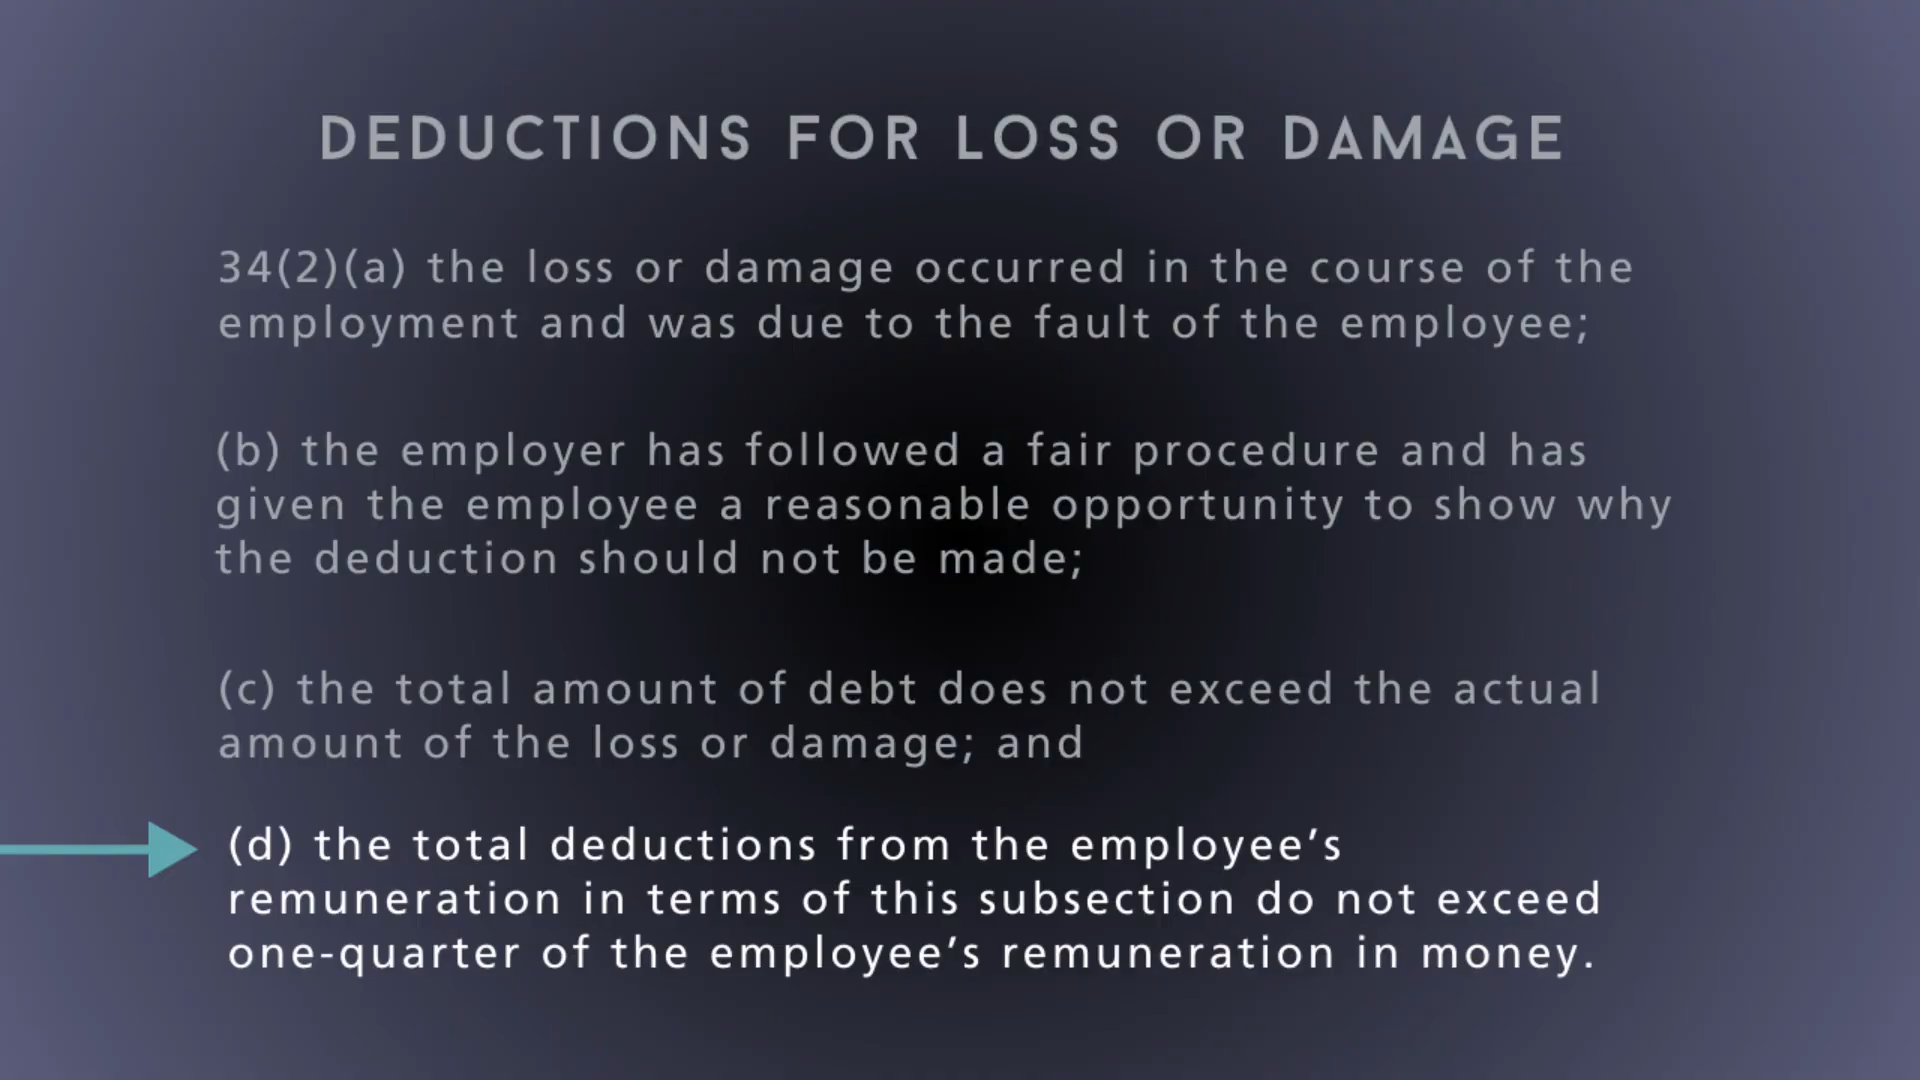 DEDUCTIONS FOR LOSS OR DAMAGE
34(2)(a) the loss or damage occurred in the course of the
employment and was due to the fault of the employee;
(b) the employer has followed a fair procedure and has
given the employee a reasonable opportunity to show why
the deduction should not be made;
(c) the total amount of debt does not exceed the actual
amount of the loss or damage; and
(d) the total deductions from the employee’s
remuneration in terms of this subsection do not exceed
one-quarter of the employee’s remuneration in money.